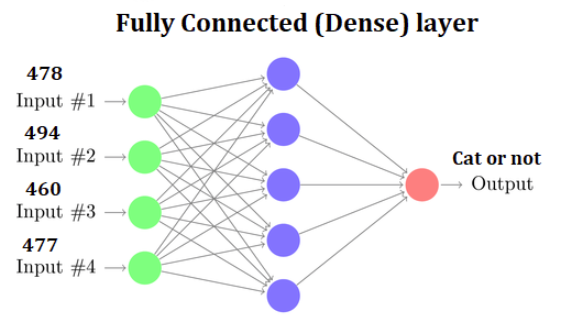 Fully Connected (Dense) layer
478
Input #1
494
Input #2
460
Input #3
477
Input #4
Cat or not
Output